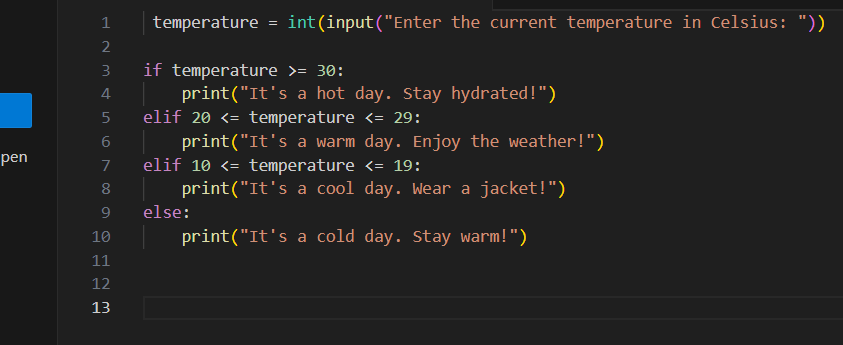 1  temperature = int(input("Enter the current temperature in Celsius: "))
2
3 if temperature >= 30:
4     print("It's a hot day. Stay hydrated!")
5 elif 20 <= temperature <= 29:
6     print("It's a warm day. Enjoy the weather!")
7 elif 10 <= temperature <= 19:
8     print("It's a cool day. Wear a jacket!")
9 else:
10     print("It's a cold day. Stay warm!")
11
12
13
pen